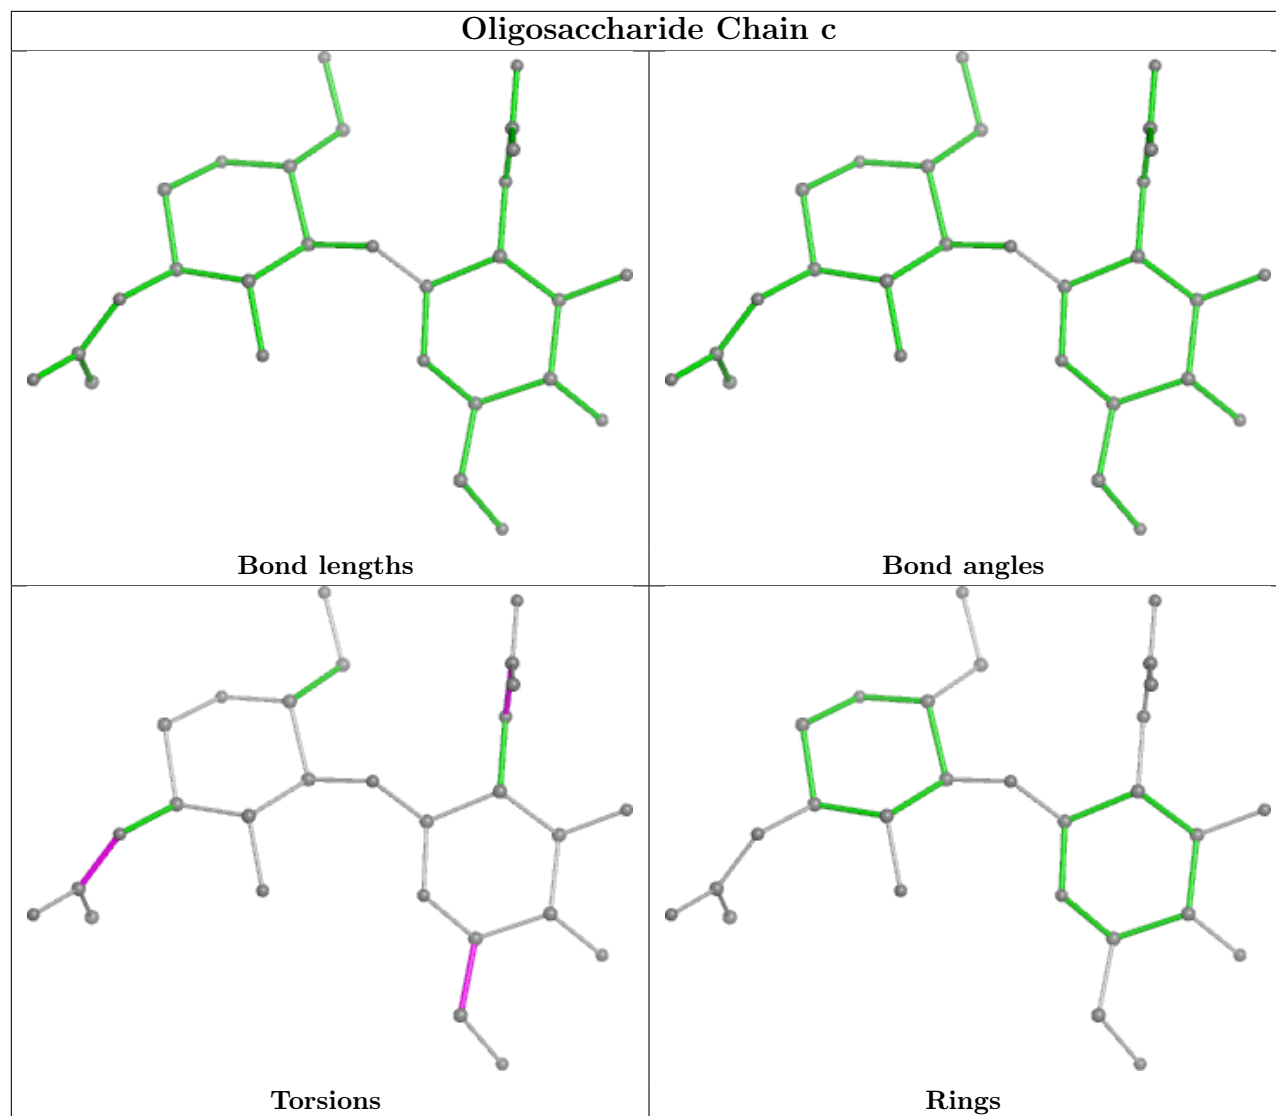 Oligosaccharide Chain c
Bond lengths
Bond angles
Torsions
Rings